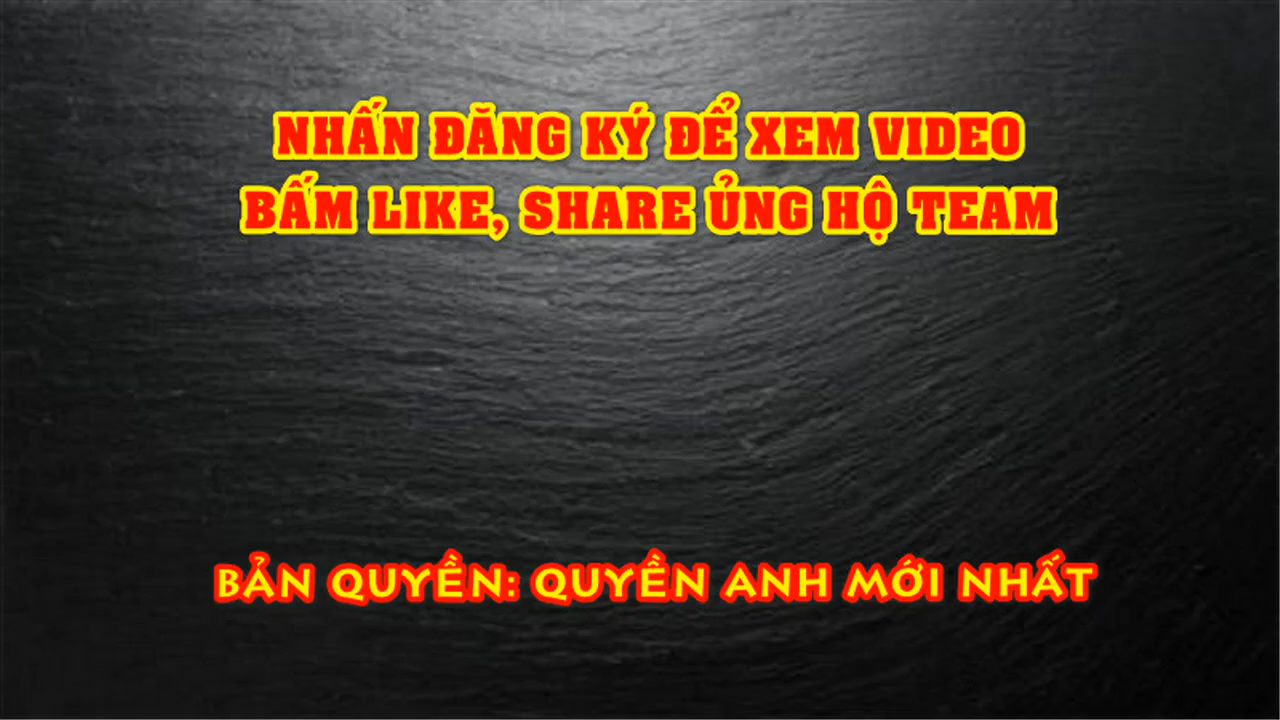 NHẤN ĐĂNG KÝ ĐỂ XEM VIDEO
BẤM LIKE, SHARE ỦNG HỘ TEAM
BẢN QUYỀN: QUYỀN ANH MỚI NHẤT